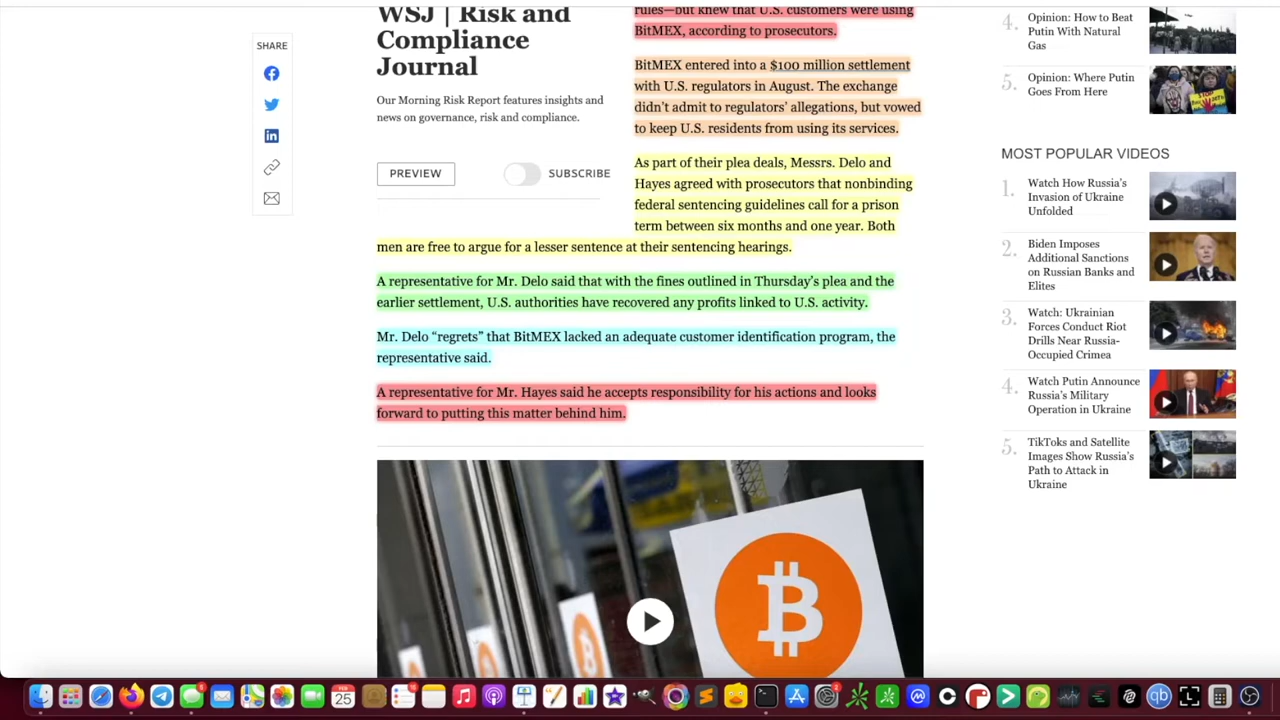 SHARE
WSJ | Risk and
Compliance
Journal
Our Morning Risk Report features insights and
news on governance, risk and compliance.
PREVIEW
SUBSCRIBE
rules—but knew that U.S. customers were using
BitMEX, according to prosecutors.
BitMEX entered into a $100 million settlement
with U.S. regulators in August. The exchange
didn't admit to regulators' allegations, but vowed
to keep U.S. residents from using its services.
As part of their plea deals, Messrs. Delo and
Hayes agreed with prosecutors that nonbinding
federal sentencing guidelines call for a prison
term between six months and one year. Both
men are free to argue for a lesser sentence at their sentencing hearings.
A representative for Mr. Delo said that with the fines outlined in Thursday's plea and the
earlier settlement, U.S. authorities have recovered any profits linked to U.S. activity.
Mr. Delo “regrets” that BitMEX lacked an adequate customer identification program, the
representative said.
A representative for Mr. Hayes said he accepts responsibility for his actions and looks
forward to putting this matter behind him.
4.
Opinion: How to Beat
Putin With Natural
Gas
5.
Opinion: Where Putin
Goes From Here
MOST POPULAR VIDEOS
1.
Watch How Russia's
Invasion of Ukraine
Unfolded
2.
Biden Imposes
Additional Sanctions
on Russian Banks and
Elites
3.
Watch: Ukrainian
Forces Conduct Riot
Drills Near Russia-
Occupied Crimea
4.
Watch Putin Announce
Russia's Military
Operation in Ukraine
5.
TikToks and Satellite
Images Show Russia's
Path to Attack in
Ukraine
FEB
25
qb